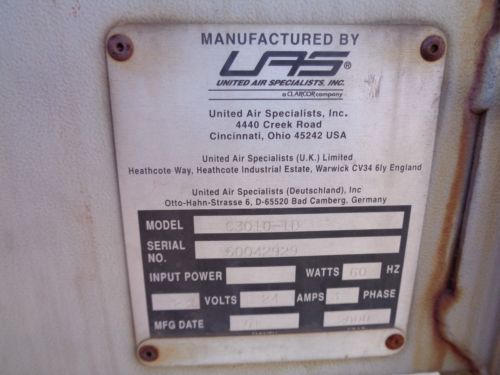 MANUFACTURED BY
UAS®
UNITED AIR SPECIALISTS, INC.
a CLARCOR company
United Air Specialists, Inc.
4440 Creek Road
Cincinnati, Ohio 45242 USA
United Air Specialists (U.K.) Limited
Heathcote Way, Heathcote Industrial Estate, Warwick CV34 6ly England
United Air Specialists (Deutschland), Inc
Otto-Hahn-Strasse 6, D-65520 Bad Camberg, Germany
MODEL
SERIAL 60042929
NO.
INPUT POWER WATTS 60 HZ
VOLTS 24 AMPS PHASE
MFG DATE 2000